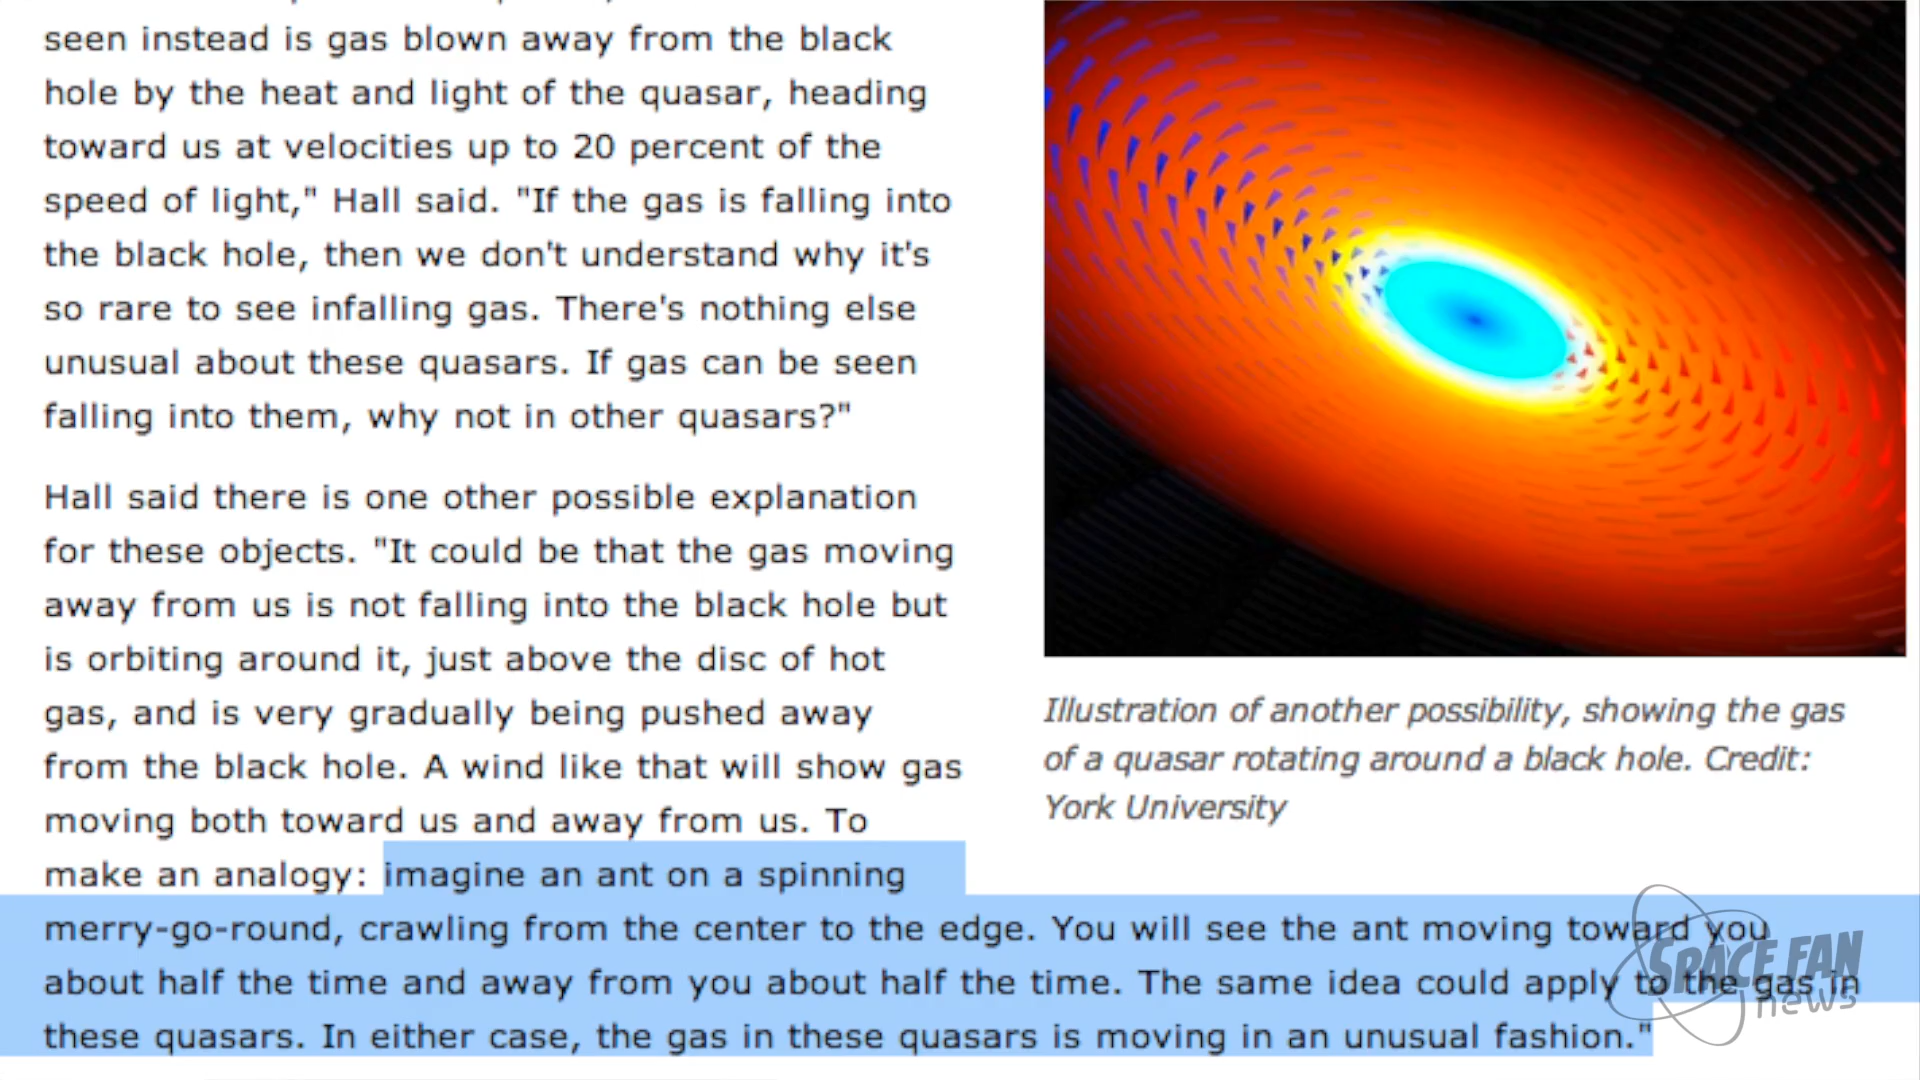 seen instead is gas blown away from the black
hole by the heat and light of the quasar, heading
toward us at velocities up to 20 percent of the
speed of light," Hall said. "If the gas is falling into
the black hole, then we don't understand why it's
so rare to see infalling gas. There's nothing else
unusual about these quasars. If gas can be seen
falling into them, why not in other quasars?"
Hall said there is one other possible explanation
for these objects. "It could be that the gas moving
away from us is not falling into the black hole but
is orbiting around it, just above the disc of hot
gas, and is very gradually being pushed away
from the black hole. A wind like that will show gas
moving both toward us and away from us. To
make an analogy: imagine an ant on a spinning
merry-go-round, crawling from the center to the edge. You will see the ant moving toward you
about half the time and away from you about half the time. The same idea could apply to the gas in
these quasars. In either case, the gas in these quasars is moving in an unusual fashion."
Illustration of another possibility, showing the gas
of a quasar rotating around a black hole. Credit:
York University
SPACE FAN
news